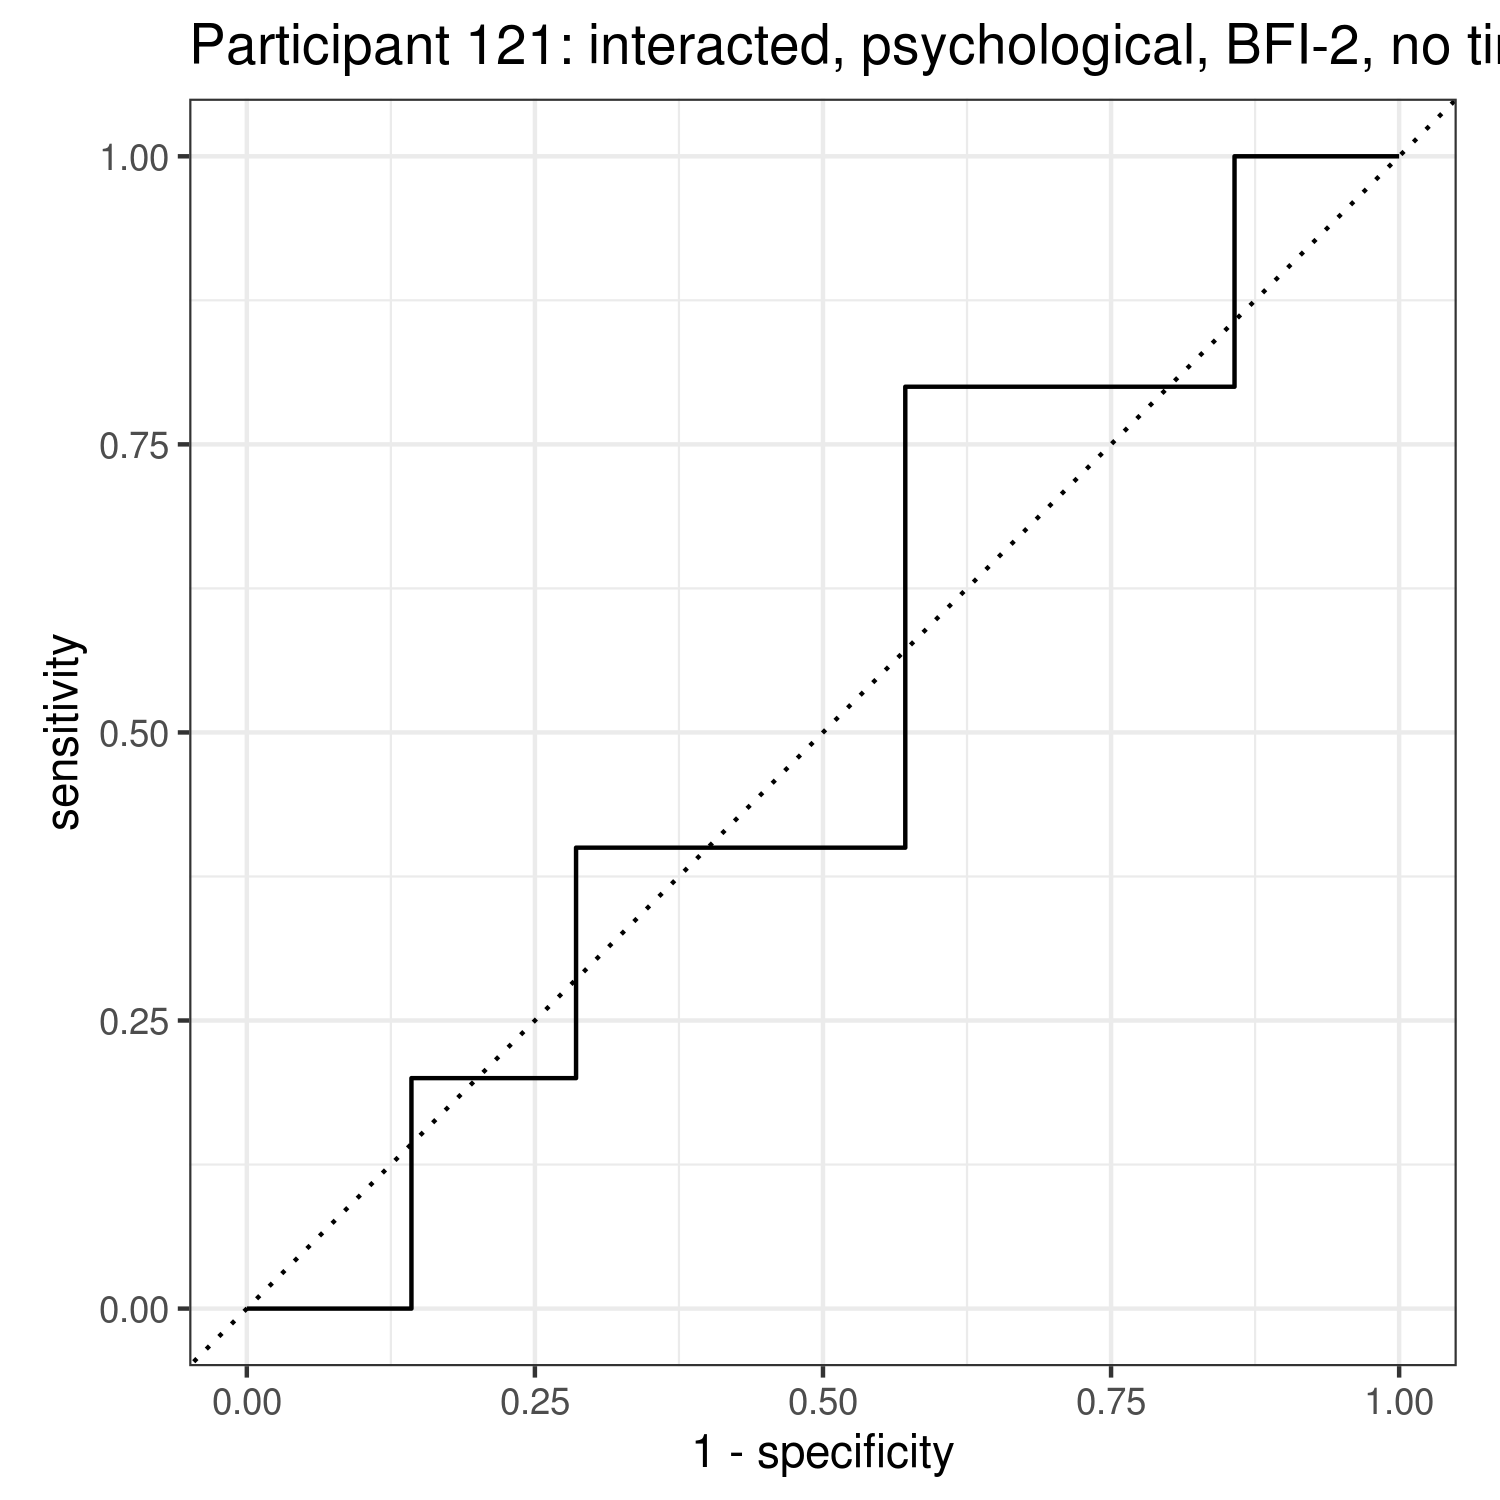 Participant 121: interacted, psychological, BFI-2, no
1.00
0.75
0.50
0.25
0.00
sensitivity
0.00 0.25 0.50 0.75 1.00
1 - specificity